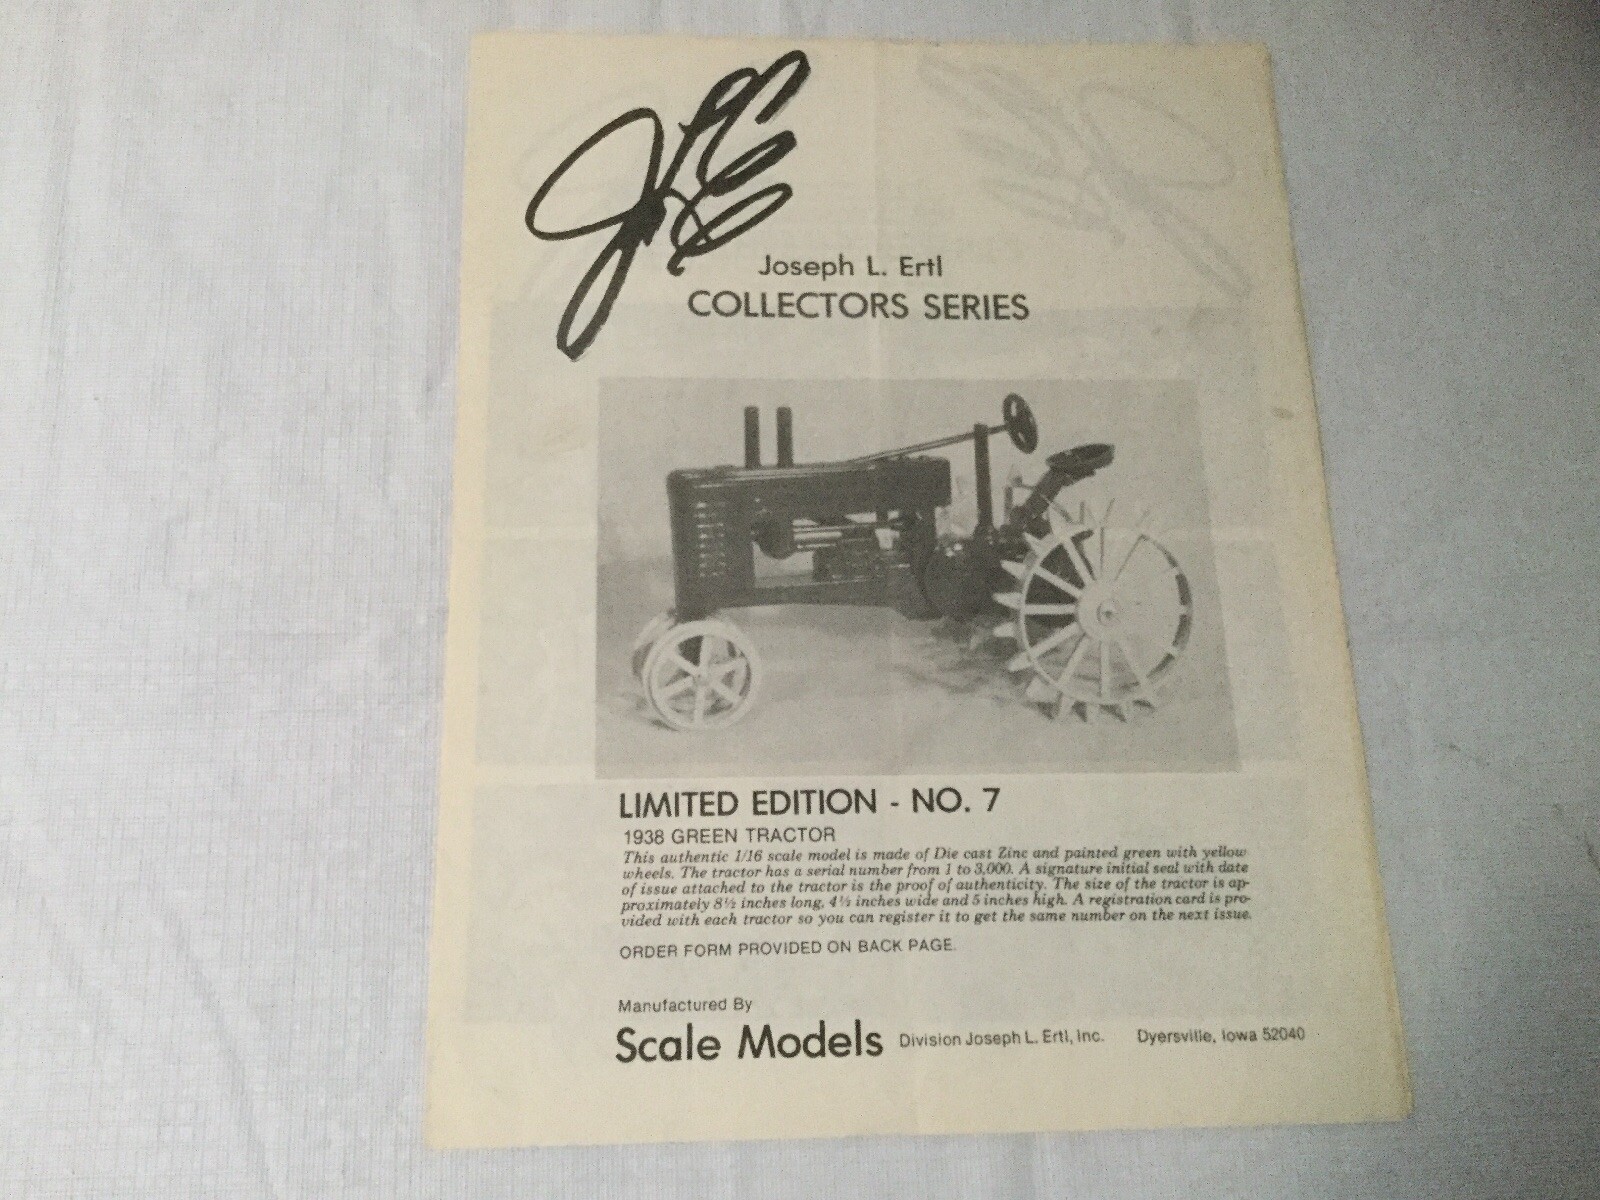 JLE
Joseph L. Ertl
COLLECTORS SERIES
LIMITED EDITION - NO. 7
1938 GREEN TRACTOR
This authentic 1/16 scale model is made of Die cast Zinc and painted green with yellow
wheels. The tractor has a serial number from 1 to 3,000. A signature initial seal with date
of issue attached to the tractor is the proof of authenticity. The size of the tractor is ap-
proximately 8½ inches long, 4½ inches wide and 5 inches high. A registration card is pro-
vided with each tractor so you can register it to get the same number on the next issue.
ORDER FORM PROVIDED ON BACK PAGE.
Manufactured By
Scale Models Division Joseph L. Ertl, Inc. Dyersville, Iowa 52040